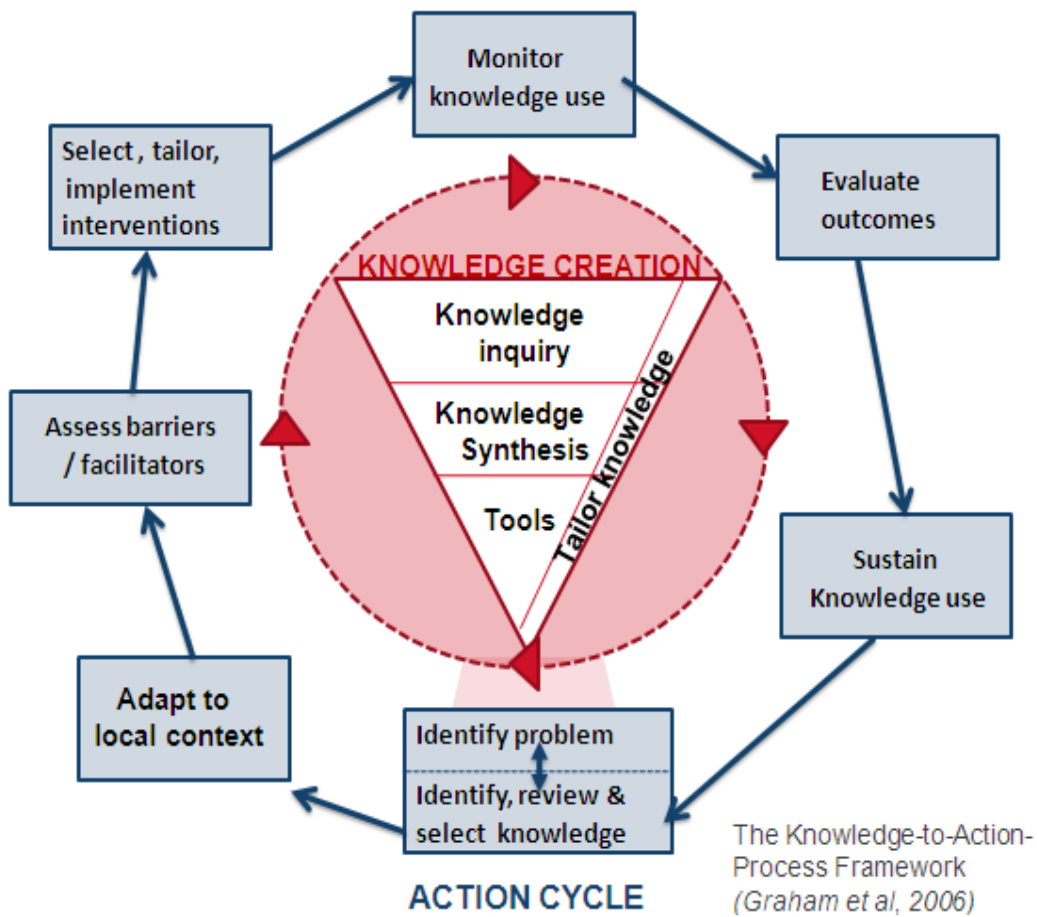 Monitor
knowledge use
Select , tailor,
implement
interventions
Evaluate
outcomes
KNOWLEDGE CREATION
Knowledge
inquiry
Knowledge
Synthesis
Tools
Tailor knowledge
Assess barriers
/ facilitators
Sustain
Knowledge use
Adapt to
local context
Identify problem
Identify, review &
select knowledge
ACTION CYCLE
The Knowledge-to-Action-
Process Framework
(Graham et al, 2006)